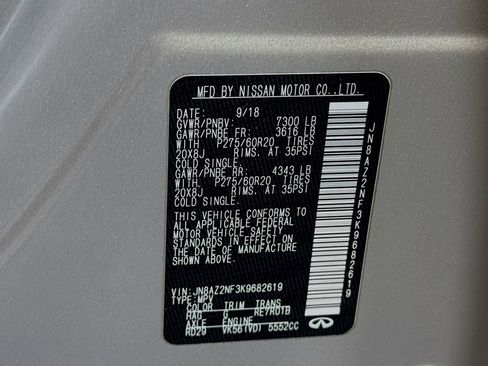 MFD BY NISSAN MOTOR CO.,LTD.
DATE: 9/18
GVWR/PNBV: 7300 LB
GAWR/PNBE FR: 3616 LB
WITH P275/60R20 TIRES
20X8J RIMS, AT 35PSI
COLD SINGLE.
GAWR/PNBE RR: 4343 LB
WITH P275/60R20 TIRES
20X8J RIMS, AT 35PSI
COLD SINGLE.
THIS VEHICLE CONFORMS TO
ALL APPLICABLE FEDERAL
MOTOR VEHICLE SAFETY
STANDARDS IN EFFECT ON
THE DATE OF MANUFACTURE
SHOWN ABOVE.
VIN: JN8AZ2NF3K9682619
TYPE: MPV
COLOR TRIM TRANS
HAG G RE7R01B
AXLE ENGINE
RD29 VK56(VD) 5552CC
INFINITI
JN8AZ2NF3K9682619